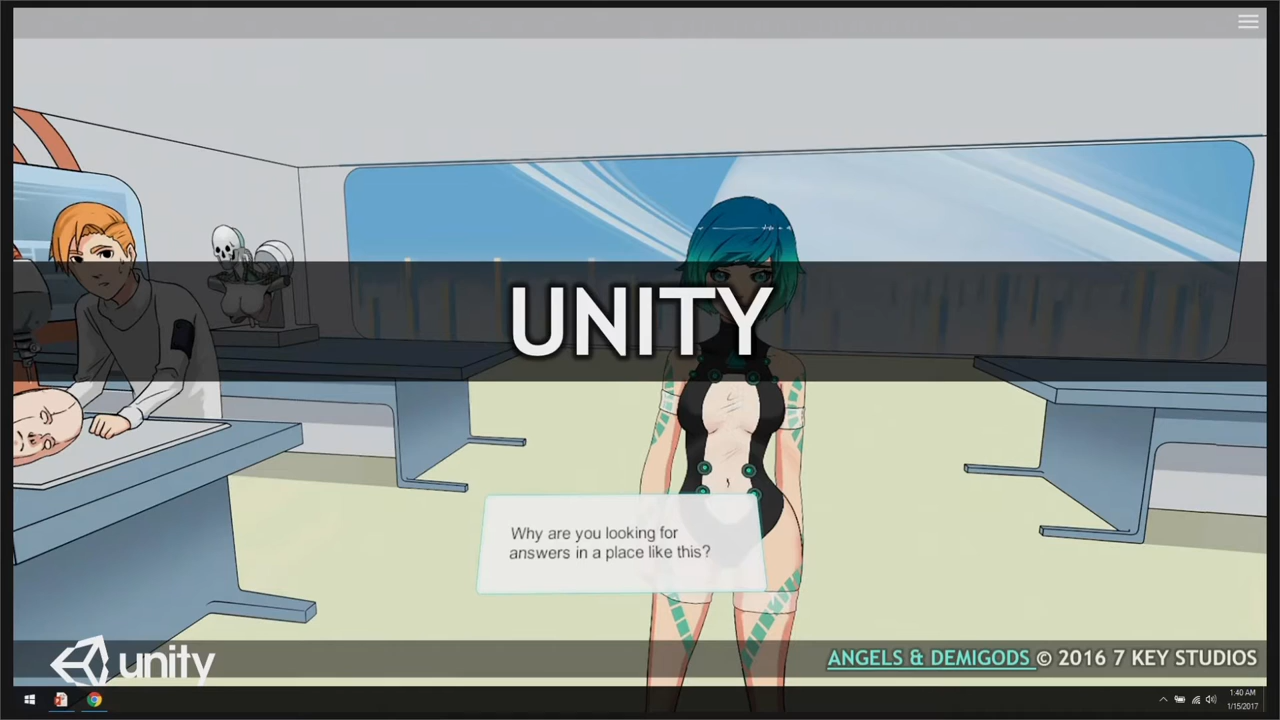 UNITY
Why are you looking for
answers in a place like this?
unity
ANGELS & DEMIGODS © 2016 7 KEY STUDIOS
1:40 AM
1/15/2017